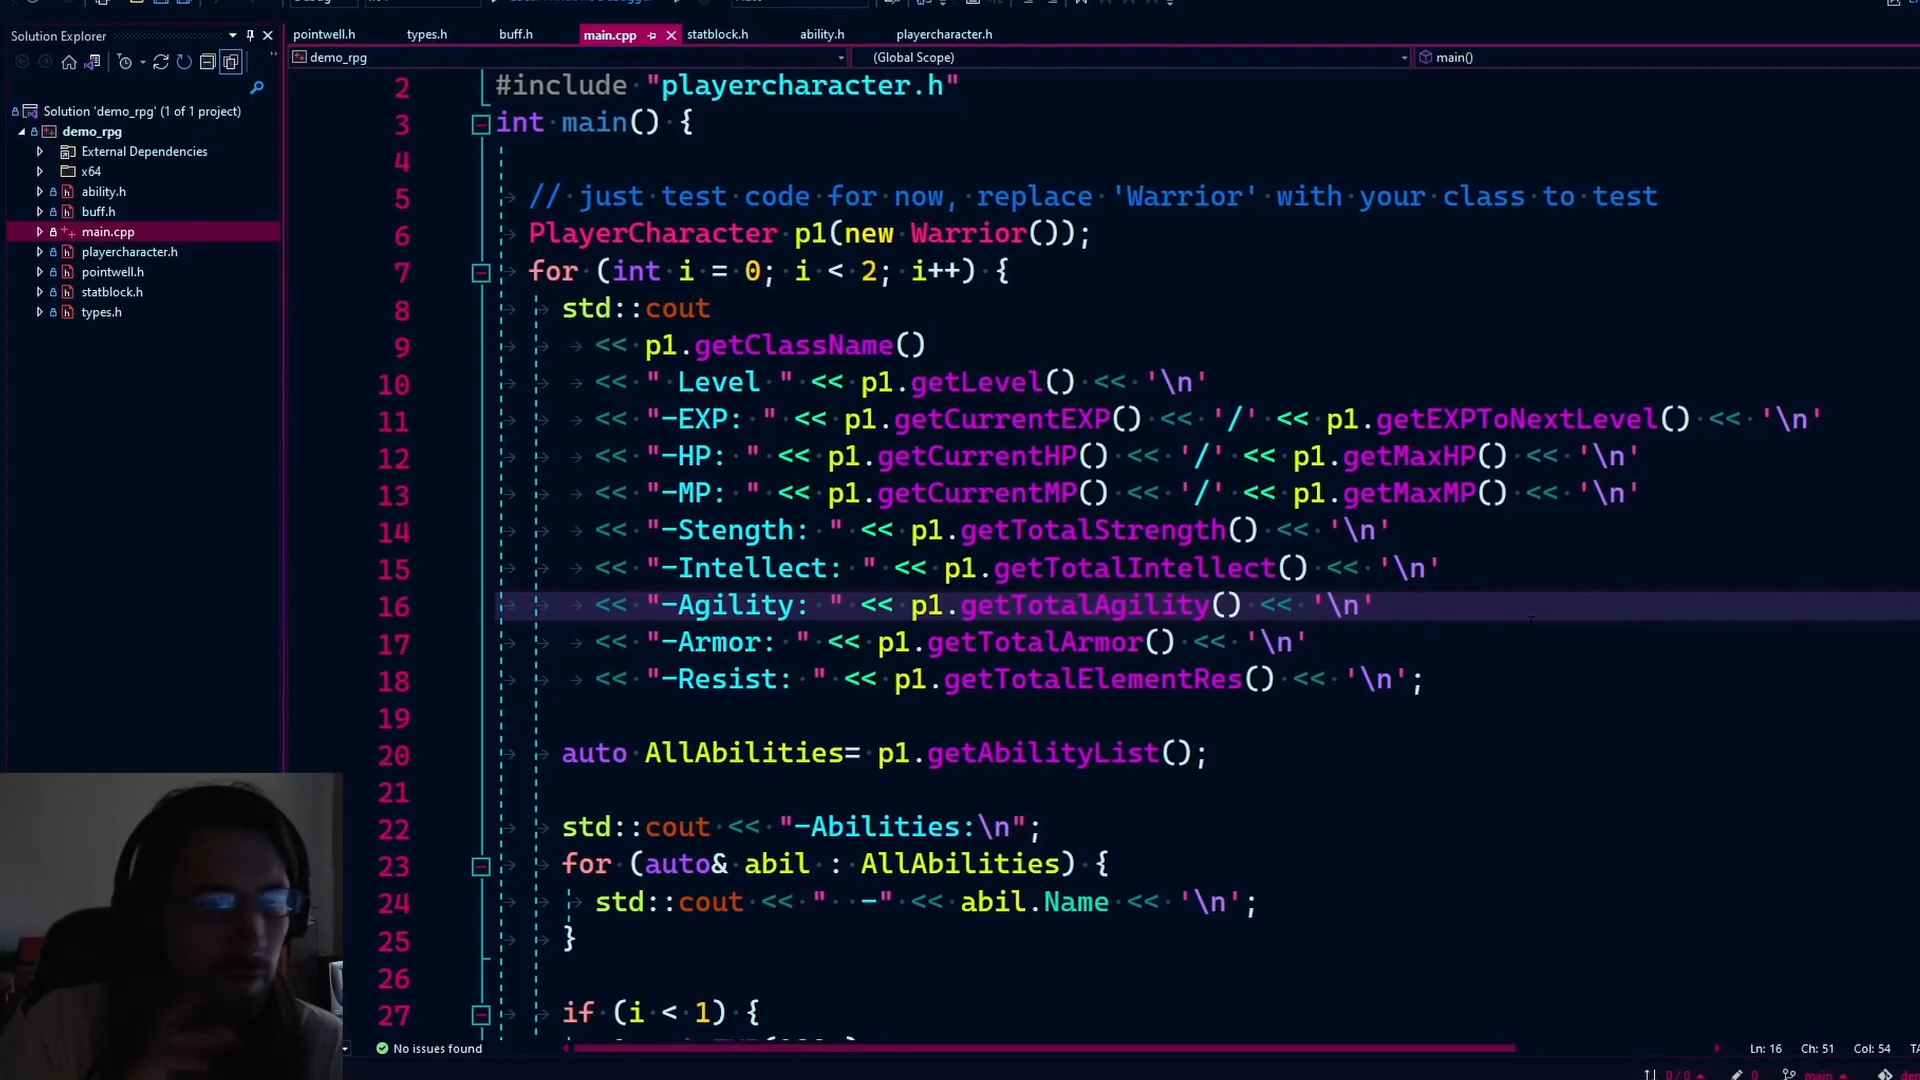 Solution Explorer
pointwell.h types.h buff.h main.cpp statblock.h ability.h playercharacter.h
demo_rpg (Global Scope) main()
Solution 'demo_rpg' (1 of 1 project)
demo_rpg
External Dependencies
x64
ability.h
buff.h
main.cpp
playercharacter.h
pointwell.h
statblock.h
types.h
2 #include "playercharacter.h"
3 int main() {
4
5 // just test code for now, replace 'Warrior' with your class to test
6 PlayerCharacter p1(new Warrior());
7 for (int i = 0; i < 2; i++) {
8 std::cout
9 << p1.getClassName()
10 << " Level " << p1.getLevel() << '\n'
11 << "-EXP: " << p1.getCurrentEXP() << '/' << p1.getEXPToNextLevel() << '\n'
12 << "-HP: " << p1.getCurrentHP() << '/' << p1.getMaxHP() << '\n'
13 << "-MP: " << p1.getCurrentMP() << '/' << p1.getMaxMP() << '\n'
14 << "-Stength: " << p1.getTotalStrength() << '\n'
15 << "-Intellect: " << p1.getTotalIntellect() << '\n'
16 << "-Agility: " << p1.getTotalAgility() << '\n'
17 << "-Armor: " << p1.getTotalArmor() << '\n'
18 << "-Resist: " << p1.getTotalElementRes() << '\n';
19
20 auto AllAbilities= p1.getAbilityList();
21
22 std::cout << "-Abilities:\n";
23 for (auto& abil : AllAbilities) {
24 std::cout << "  -" << abil.Name << '\n';
25 }
26
27 if (i < 1) {
No issues found
Ln: 16 Ch: 51 Col: 54
0 / 0 0 main